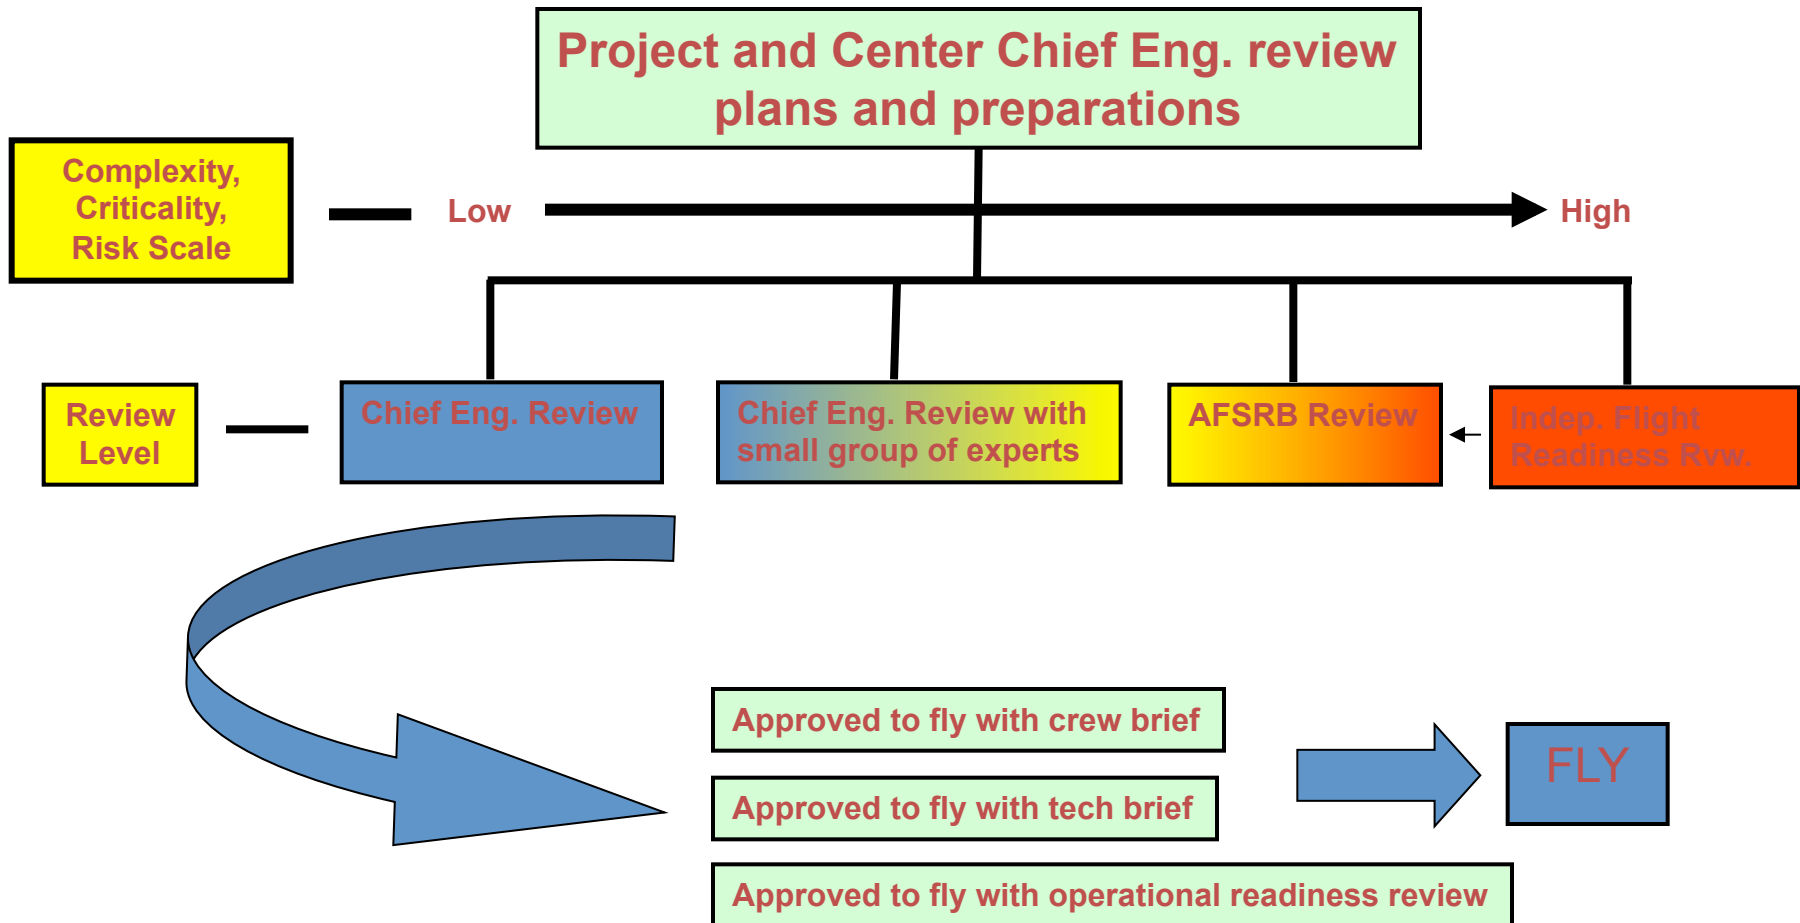 Project and Center Chief Eng. review
plans and preparations
Complexity,
Criticality,
Risk Scale
Low
High
Review
Level
Chief Eng. Review
Chief Eng. Review with
small group of experts
AFSRB Review
Indep. Flight
Readiness Rvw.
Approved to fly with crew brief
Approved to fly with tech brief
Approved to fly with operational readiness review
FLY